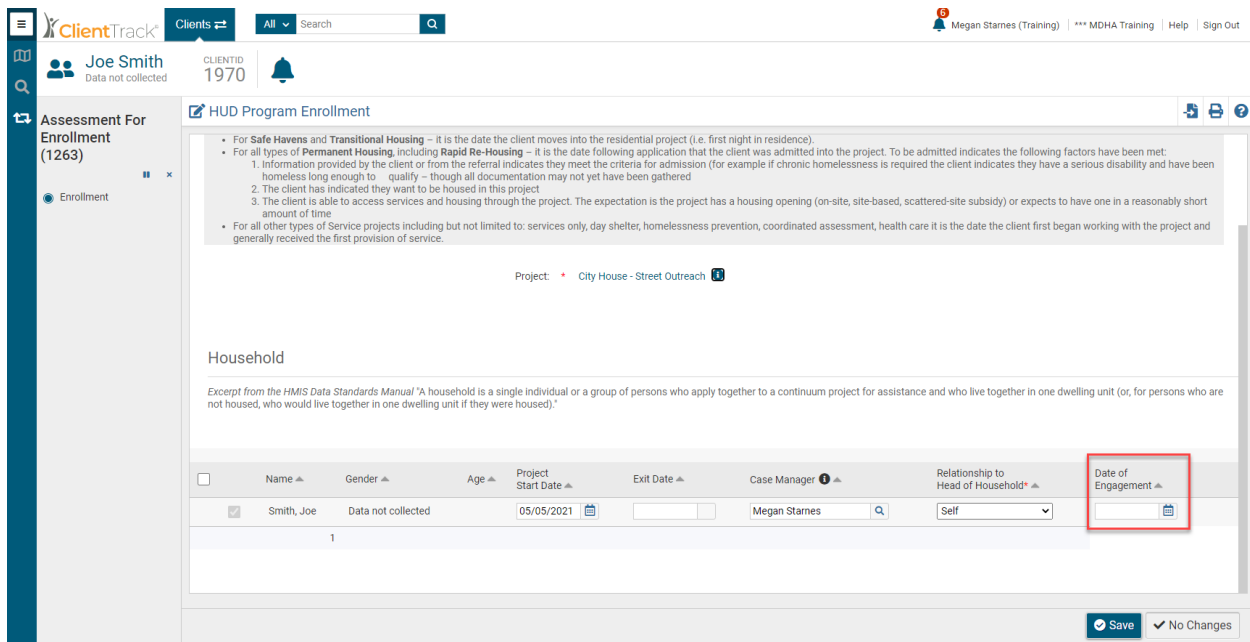 ClientTrack®
Clients
All
Search
6
Megan Starnes (Training)
*** MDHA Training
Help
Sign Out
Joe Smith
Data not collected
CLIENTID
1970
Assessment For
Enrollment
(1263)
Enrollment
HUD Program Enrollment
• For Safe Havens and Transitional Housing – it is the date the client moves into the residential project (i.e. first night in residence).
• For all types of Permanent Housing, including Rapid Re-Housing – it is the date following application that the client was admitted into the project. To be admitted indicates the following factors have been met:
1. Information provided by the client or from the referral indicates they meet the criteria for admission (for example if chronic homelessness is required the client indicates they have a serious disability and have been
homeless long enough to qualify – though all documentation may not yet have been gathered
2. The client has indicated they want to be housed in this project
3. The client is able to access services and housing through the project. The expectation is the project has a housing opening (on-site, site-based, scattered-site subsidy) or expects to have one in a reasonably short
amount of time
• For all other types of Service projects including but not limited to: services only, day shelter, homelessness prevention, coordinated assessment, health care it is the date the client first began working with the project and
generally received the first provision of service.
Project: * City House - Street Outreach
Household
Excerpt from the HMIS Data Standards Manual "A household is a single individual or a group of persons who apply together to a continuum project for assistance and who live together in one dwelling unit (or, for persons who are
not housed, who would live together in one dwelling unit if they were housed)."
Name
Gender
Age
Project
Start Date
Exit Date
Case Manager
Relationship to
Head of Household*
Date of
Engagement
Smith, Joe
Data not collected
05/05/2021
Megan Starnes
Self
1
Save
No Changes